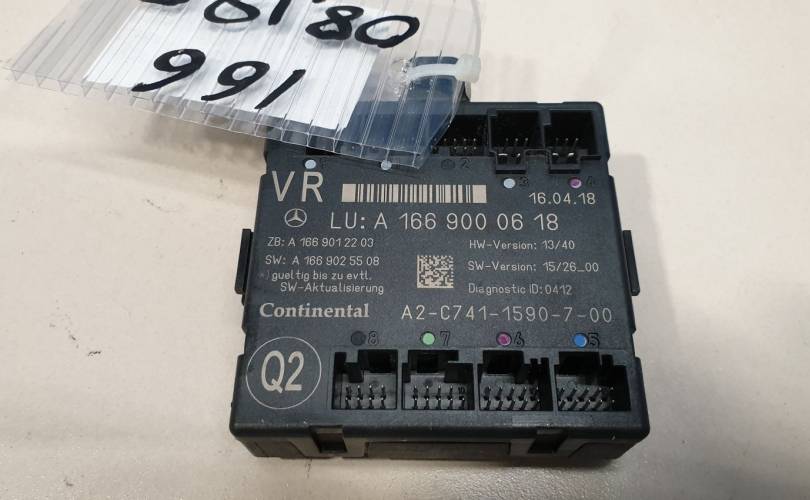 80
991
2
3
4
VR
16.04.18
LU: A 166 900 06 18
ZB: A 166 901 22 03
HW-Version: 13/40
SW: A 166 902 55 08
SW-Version: 15/26_00
*) gueltig bis zu evtl.
SW-Aktualisierung
Diagnostic ID: 0412
Continental
A2-C741-1590-7-00
8 7 6 5
Q2